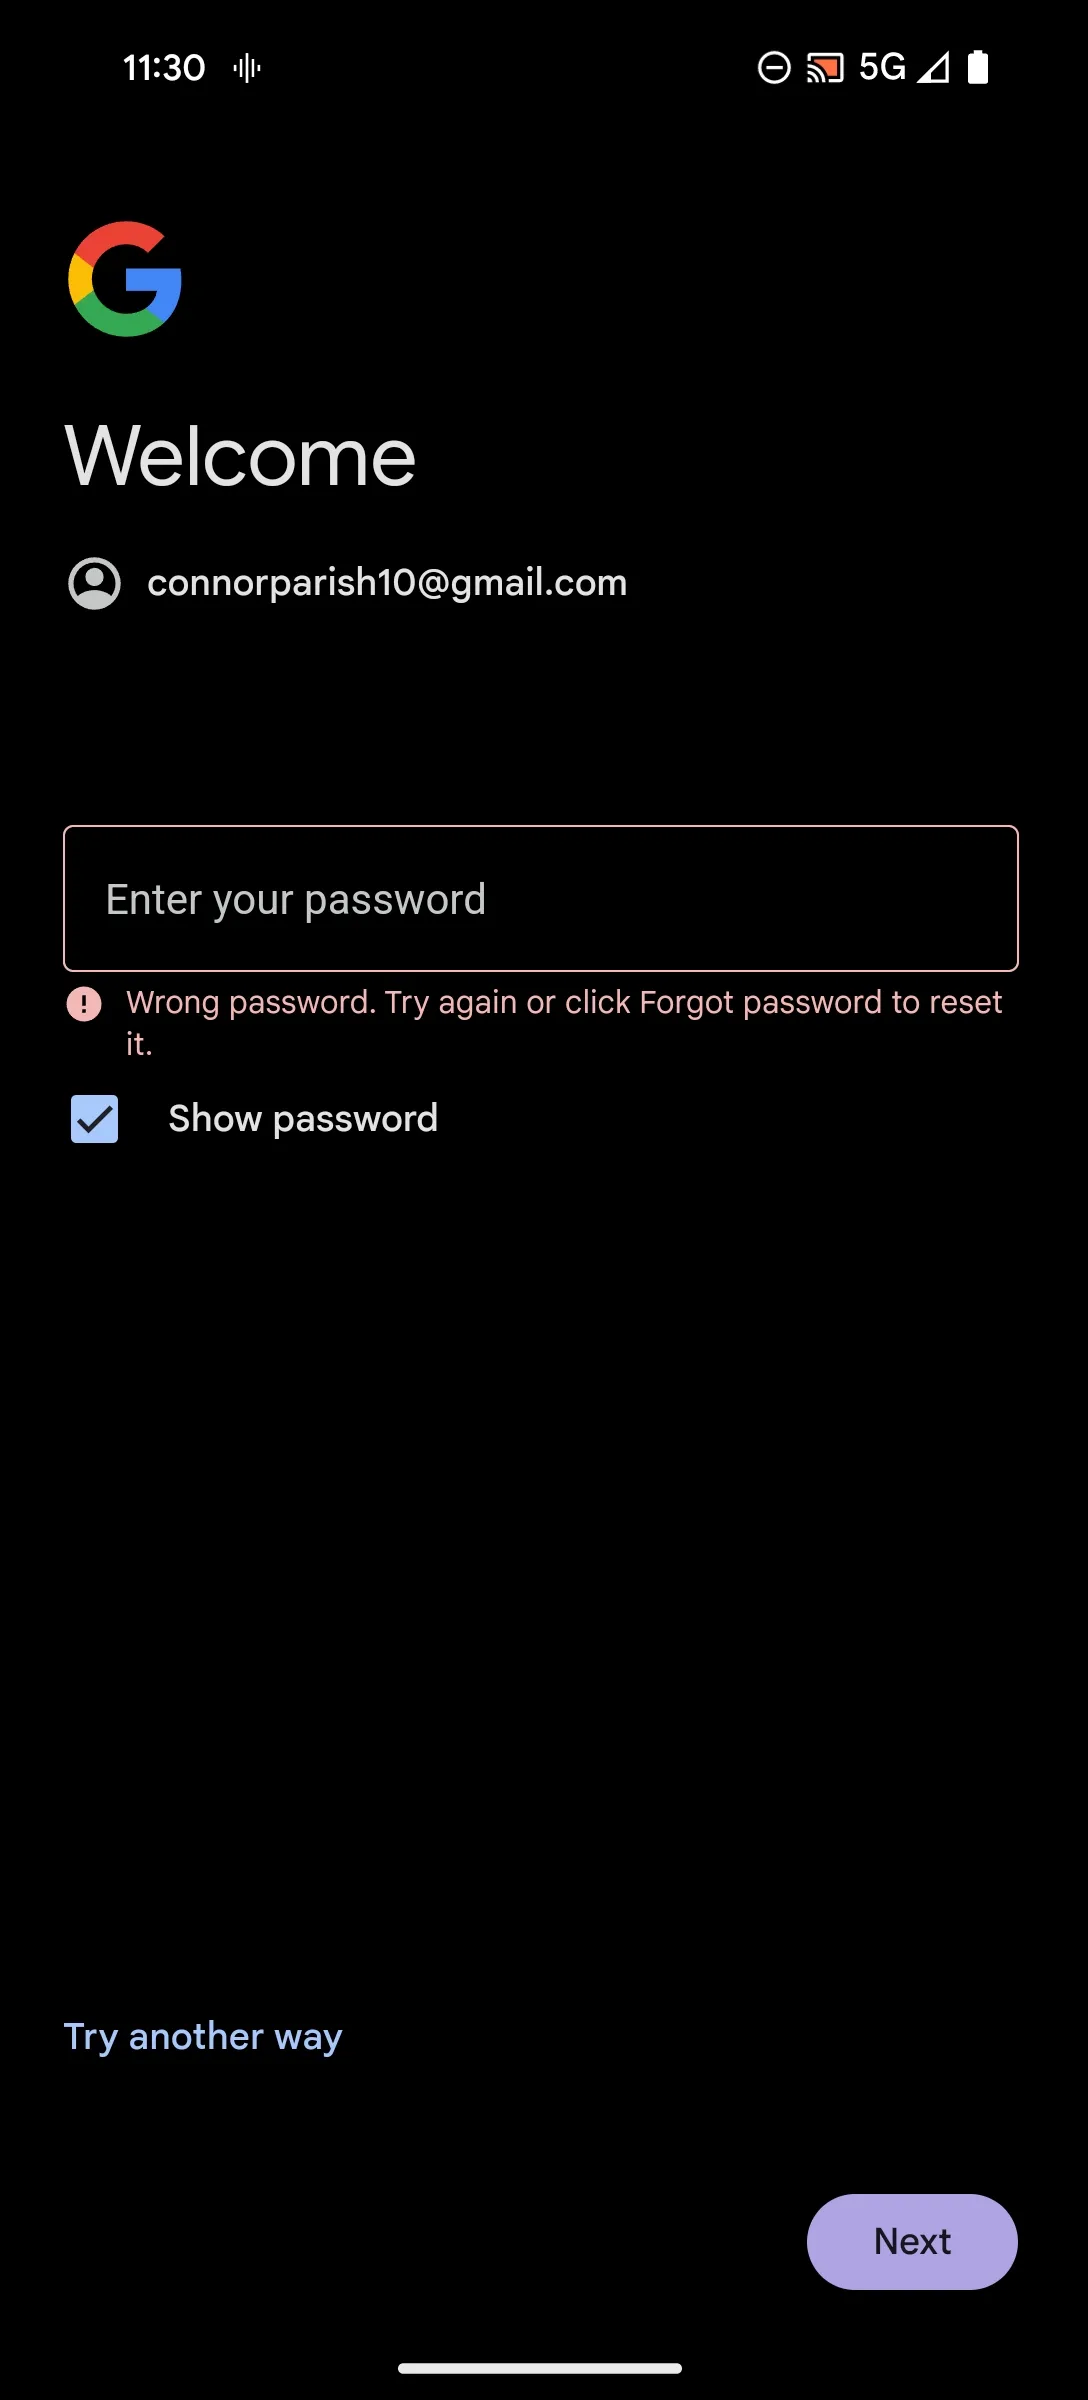 11:30
5G
Welcome
connorparish10@gmail.com
Enter your password
Wrong password. Try again or click Forgot password to reset
it.
Show password
Try another way
Next